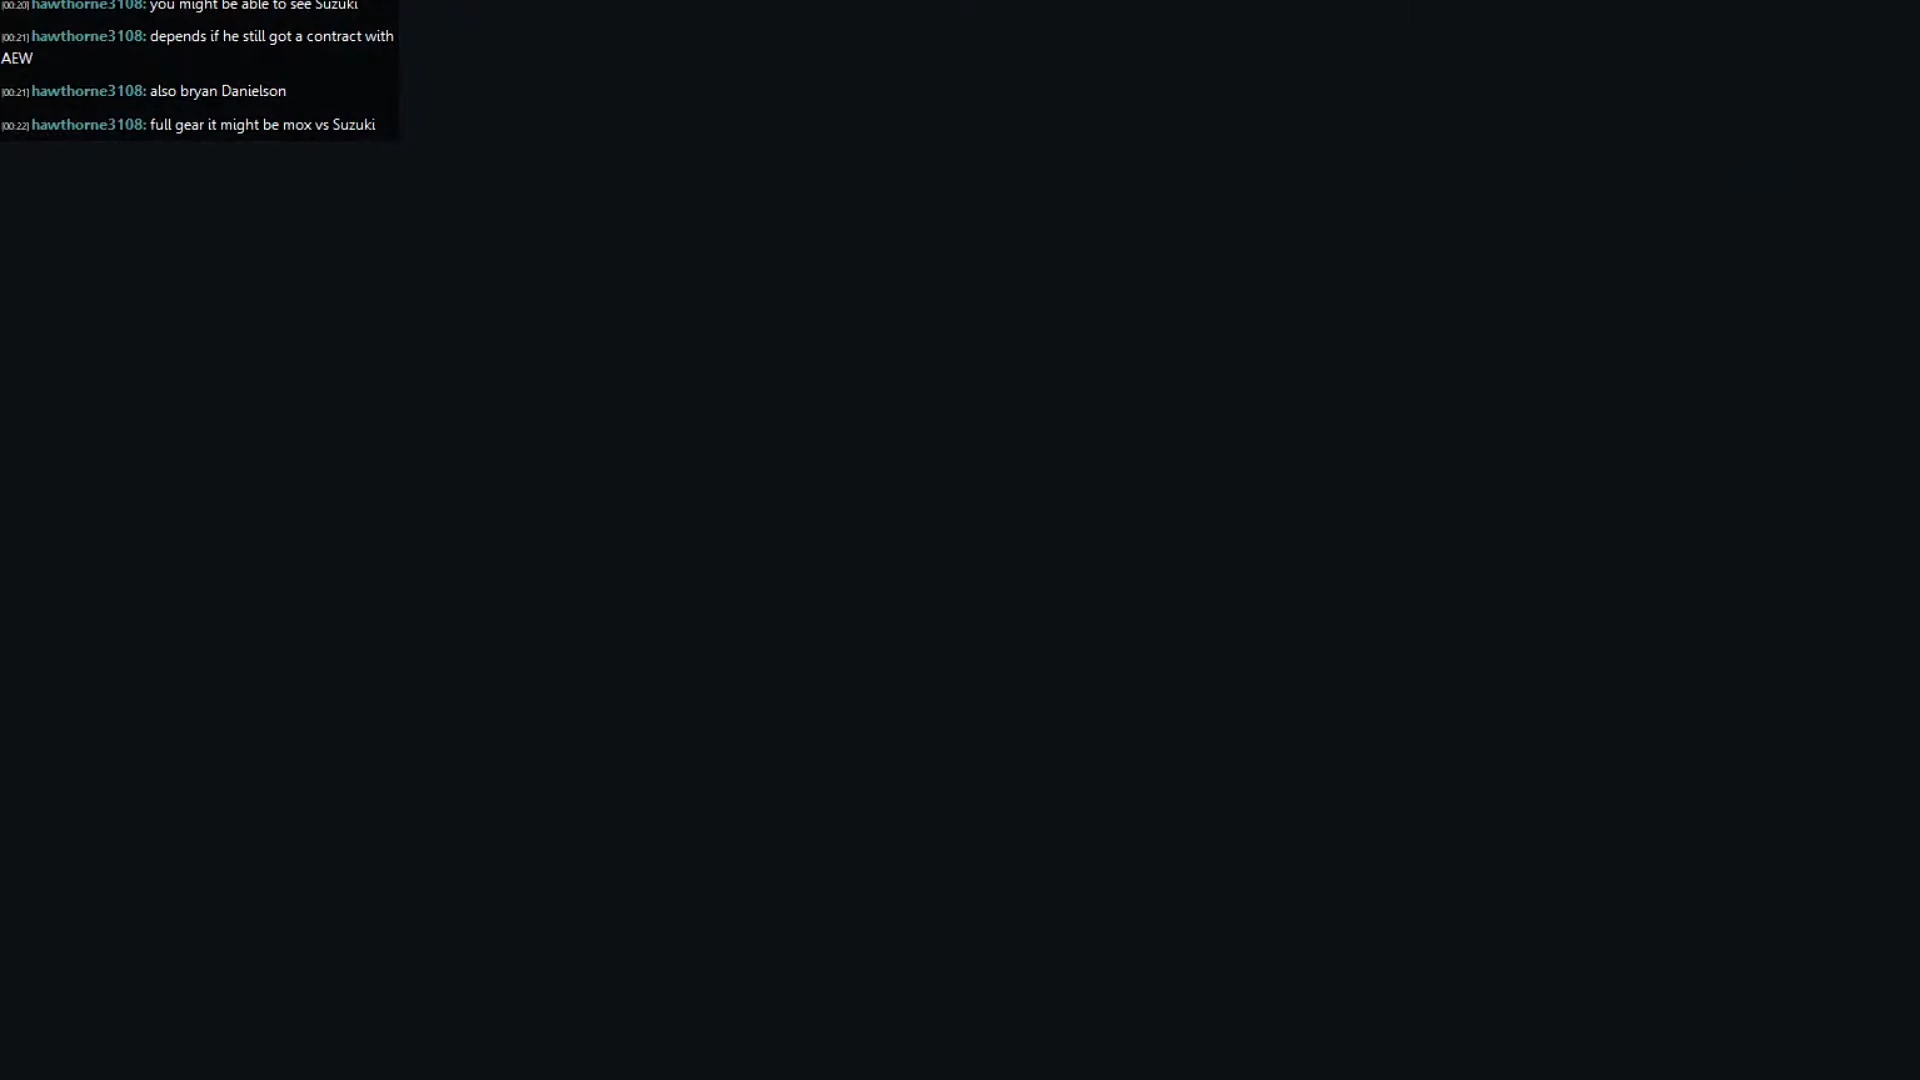 [00:20] hawthorne3108: you might be able to see Suzuki
[00:21] hawthorne3108: depends if he still got a contract with
AEW
[00:21] hawthorne3108: also bryan Danielson
[00:22] hawthorne3108: full gear it might be mox vs Suzuki